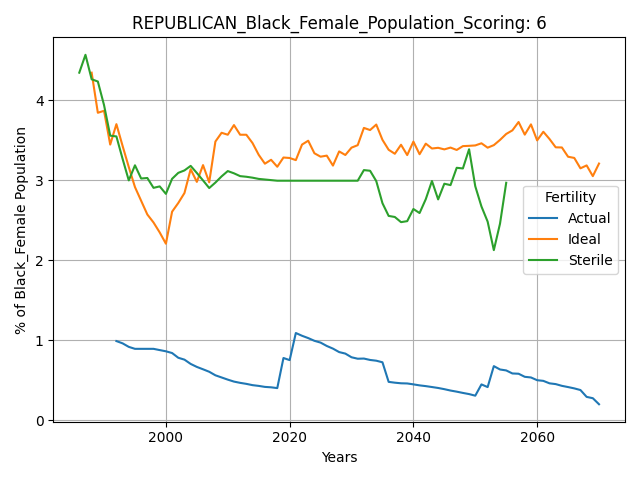 REPUBLICAN_Black_Female_Population_Scoring: 6
% of Black_Female Population
4
3
2
1
0
Fertility
Actual
Ideal
Sterile
2000 2020 2040 2060
Years